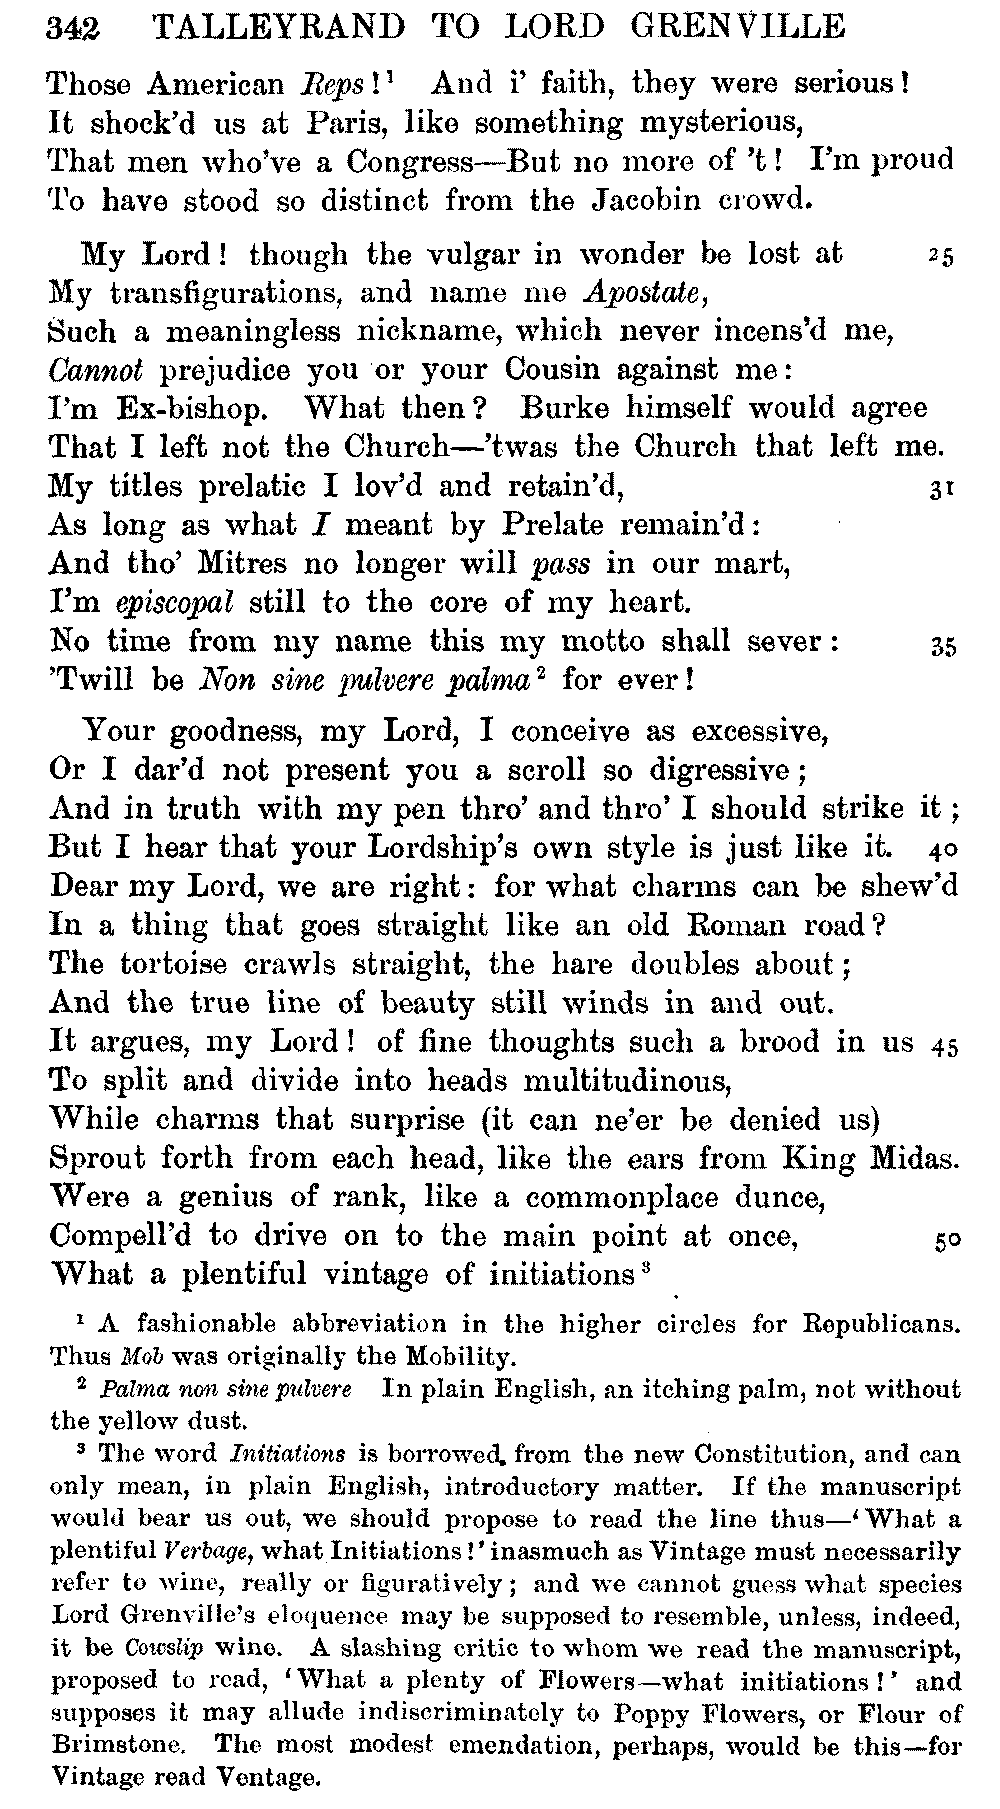 342 TALLEYRAND TO LORD GRENVILLE
Those American Reps!¹ And i' faith, they were serious!
It shock'd us at Paris, like something mysterious,
That men who've a Congress—But no more of 't! I'm proud
To have stood so distinct from the Jacobin crowd.
My Lord! though the vulgar in wonder be lost at 25
My transfigurations, and name me Apostate,
Such a meaningless nickname, which never incens'd me,
Cannot prejudice you or your Cousin against me:
I'm Ex-bishop. What then? Burke himself would agree
That I left not the Church—'twas the Church that left me.
My titles prelatic I lov'd and retain'd, 31
As long as what I meant by Prelate remain'd:
And tho' Mitres no longer will pass in our mart,
I'm episcopal still to the core of my heart.
No time from my name this my motto shall sever: 35
'Twill be Non sine pulvere palma² for ever!
Your goodness, my Lord, I conceive as excessive,
Or I dar'd not present you a scroll so digressive;
And in truth with my pen thro' and thro' I should strike it;
But I hear that your Lordship's own style is just like it. 40
Dear my Lord, we are right: for what charms can be shew'd
In a thing that goes straight like an old Roman road?
The tortoise crawls straight, the hare doubles about;
And the true line of beauty still winds in and out.
It argues, my Lord! of fine thoughts such a brood in us 45
To split and divide into heads multitudinous,
While charms that surprise (it can ne'er be denied us)
Sprout forth from each head, like the ears from King Midas.
Were a genius of rank, like a commonplace dunce,
Compell'd to drive on to the main point at once, 50
What a plentiful vintage of initiations³
¹ A fashionable abbreviation in the higher circles for Republicans.
Thus Mob was originally the Mobility.
² Palma non sine pulvere In plain English, an itching palm, not without
the yellow dust.
³ The word Initiations is borrowed from the new Constitution, and can
only mean, in plain English, introductory matter. If the manuscript
would bear us out, we should propose to read the line thus—'What a
plentiful Verbage, what Initiations!' inasmuch as Vintage must necessarily
refer to wine, really or figuratively; and we cannot guess what species
Lord Grenville's eloquence may be supposed to resemble, unless, indeed,
it be Cowslip wine. A slashing critic to whom we read the manuscript,
proposed to read, 'What a plenty of Flowers—what initiations!' and
supposes it may allude indiscriminately to Poppy Flowers, or Flour of
Brimstone. The most modest emendation, perhaps, would be this—for
Vintage read Ventage.